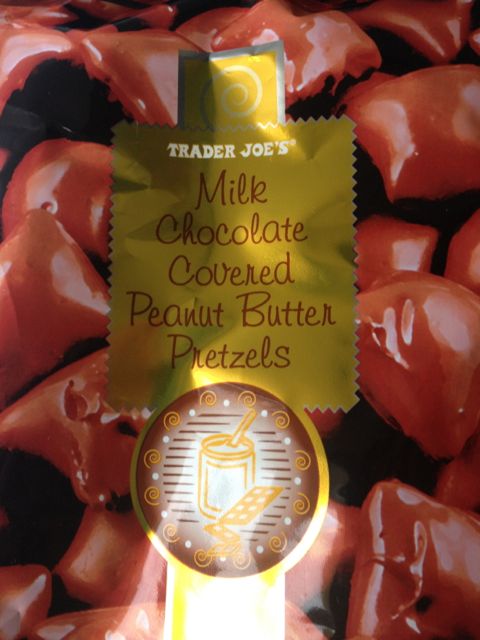 TRADER JOE'S®
Milk
Chocolate
Covered
Peanut Butter
Pretzels